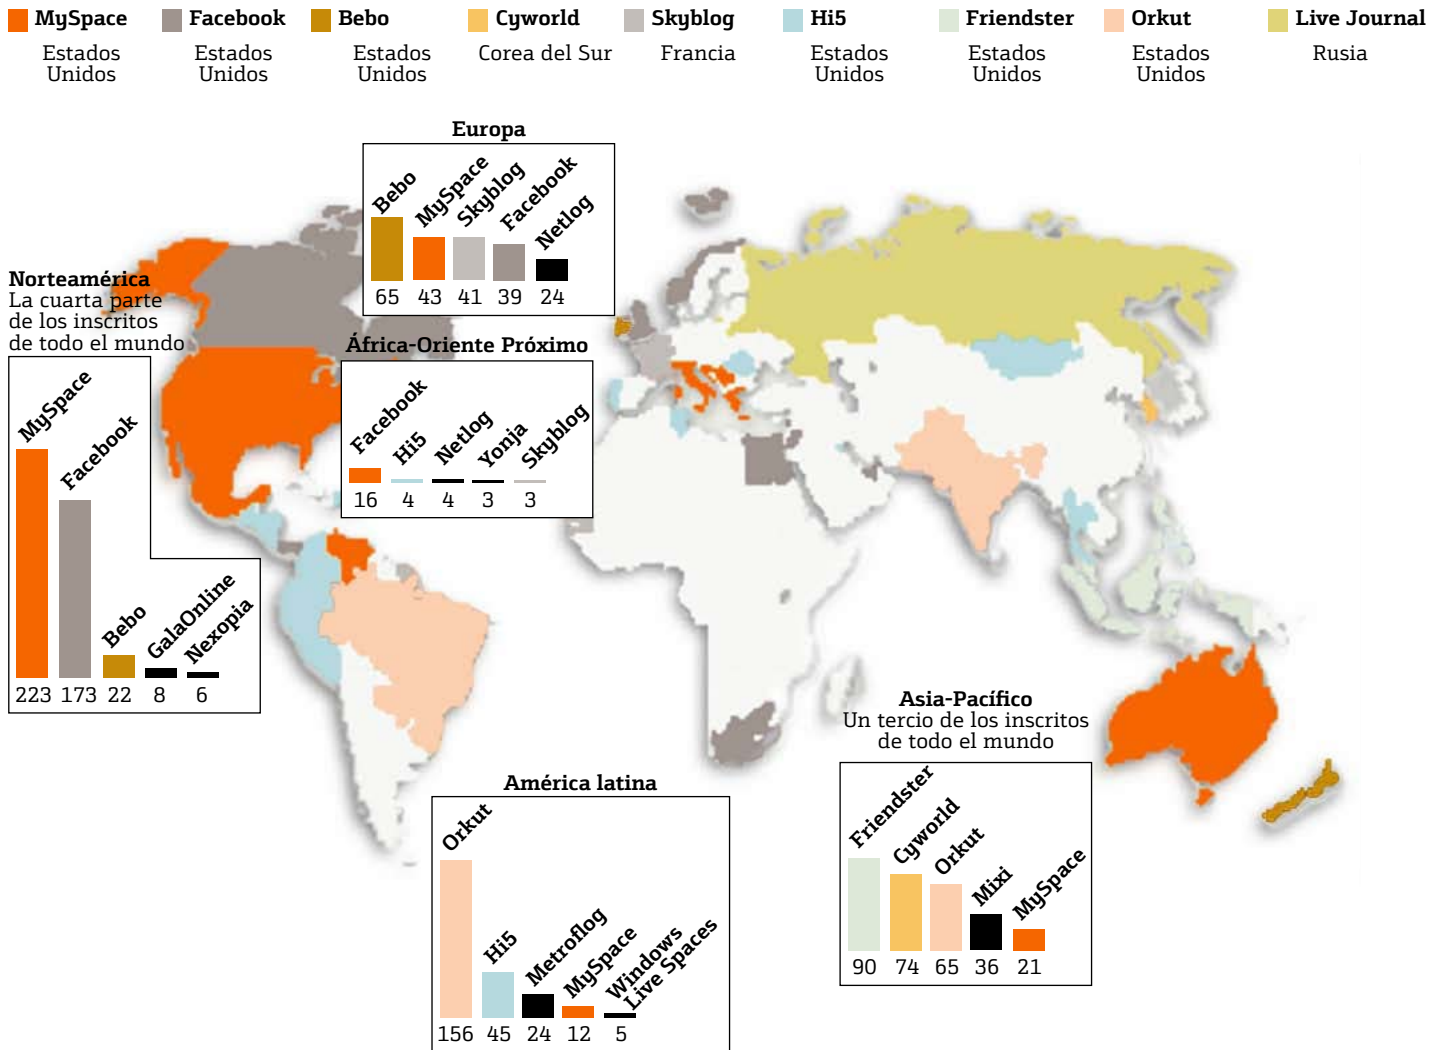 MySpace
Facebook
Bebo
Cyworld
Skyblog
Hi5
Friendster
Orkut
Live Journal
Estados
Unidos
Estados
Unidos
Estados
Unidos
Corea del Sur
Francia
Estados
Unidos
Estados
Unidos
Estados
Unidos
Rusia
Europa
Bebo
MySpace
Skyblog
Facebook
Netlog
65 43 41 39 24
Norteamérica
La cuarta parte
de los inscritos
de todo el mundo
MySpace
Facebook
Bebo
GalaOnline
Nexopia
223 173 22 8 6
África-Oriente Próximo
Facebook
Hi5
Netlog
Yonja
Skyblog
16 4 4 3 3
América latina
Orkut
Hi5
Metroflog
MySpace
Windows
Live Spaces
156 45 24 12 5
Asia-Pacífico
Un tercio de los inscritos
de todo el mundo
Friendster
Cyworld
Orkut
Mixi
MySpace
90 74 65 36 21